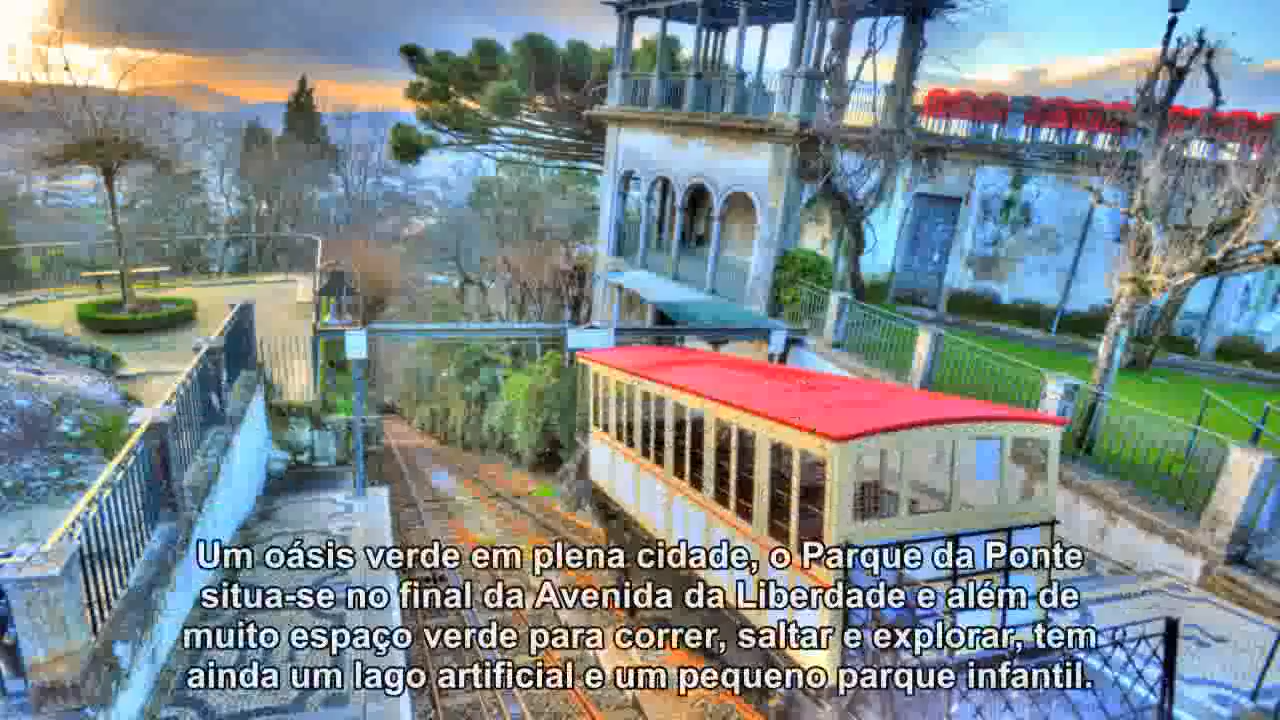 Um oásis verde em plena cidade, o Parque da Ponte
situa-se no final da Avenida da Liberdade e além de
muito espaço verde para correr, saltar e explorar, tem
ainda um lago artificial e um pequeno parque infantil.